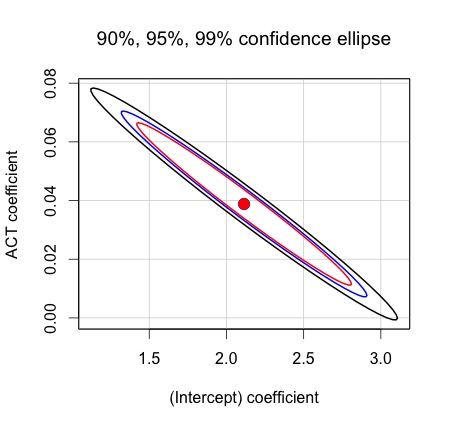 90%, 95%, 99% confidence ellipse
ACT coefficient
0.08
0.06
0.04
0.02
0.00
1.5 2.0 2.5 3.0
(Intercept) coefficient